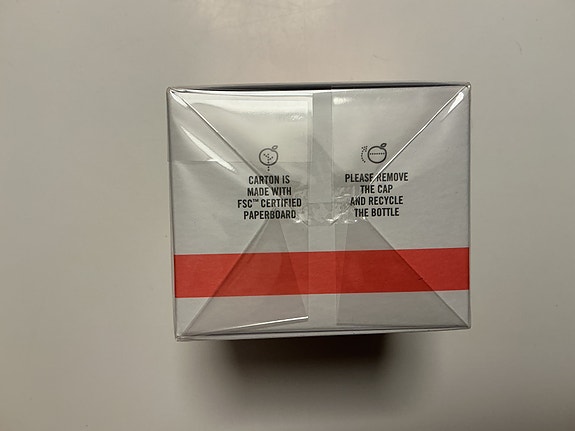 CARTON IS
MADE WITH
FSC™ CERTIFIED
PAPERBOARD
PLEASE REMOVE
THE CAP
AND RECYCLE
THE BOTTLE